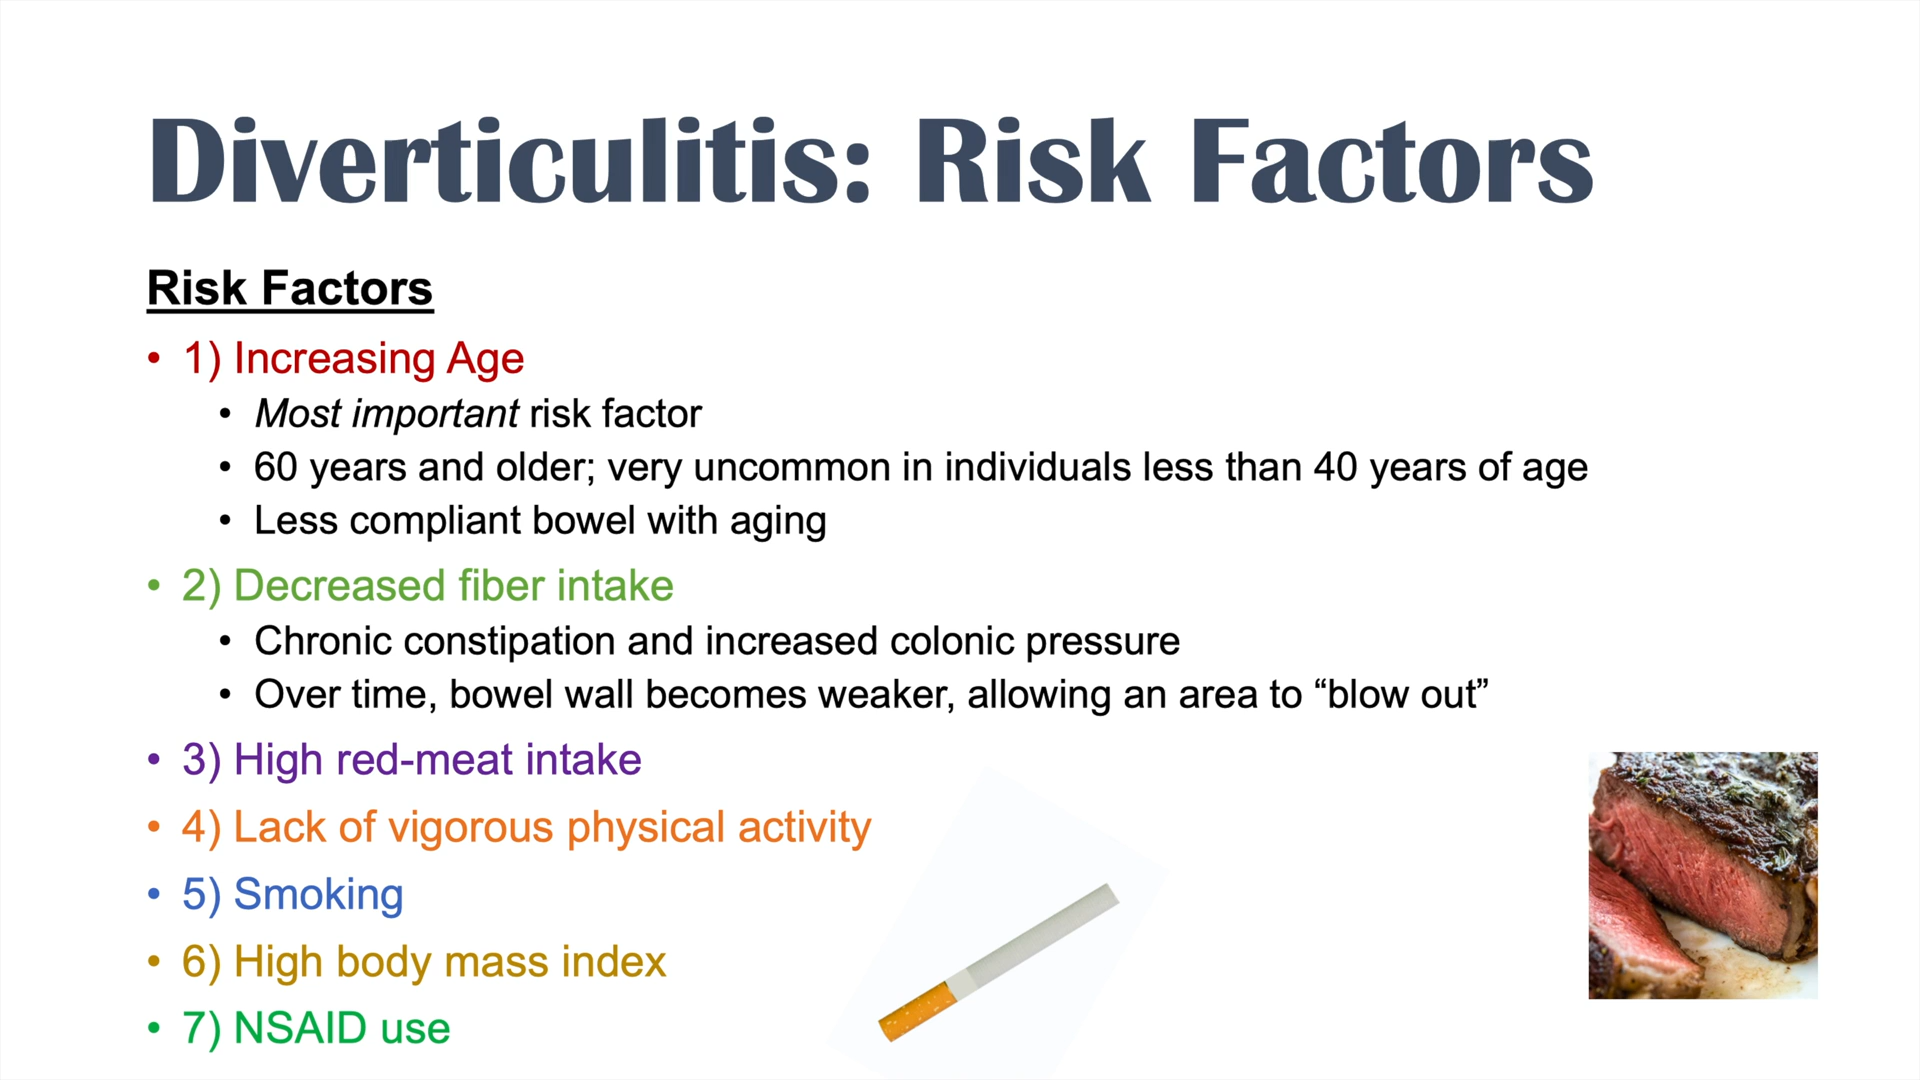 Diverticulitis: Risk Factors
Risk Factors
• 1) Increasing Age
• Most important risk factor
• 60 years and older; very uncommon in individuals less than 40 years of age
• Less compliant bowel with aging
• 2) Decreased fiber intake
• Chronic constipation and increased colonic pressure
• Over time, bowel wall becomes weaker, allowing an area to “blow out”
• 3) High red-meat intake
• 4) Lack of vigorous physical activity
• 5) Smoking
• 6) High body mass index
• 7) NSAID use